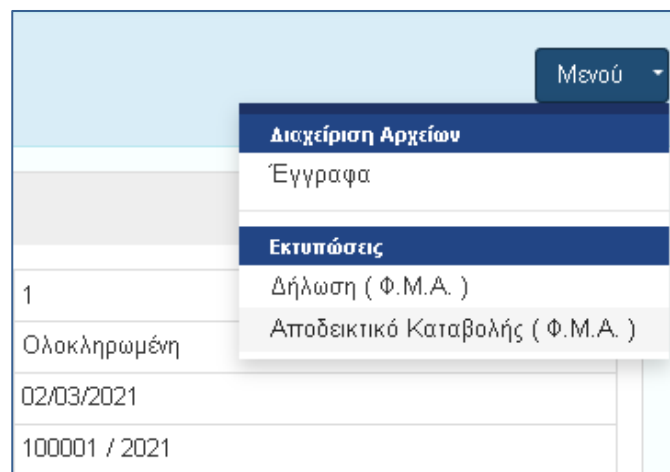 Μενού
Διαχείριση Αρχείων
Έγγραφα
Εκτυπώσεις
Δήλωση ( Φ.Μ.Α. )
Αποδεικτικό Καταβολής ( Φ.Μ.Α. )
1
Ολοκληρωμένη
02/03/2021
100001 / 2021